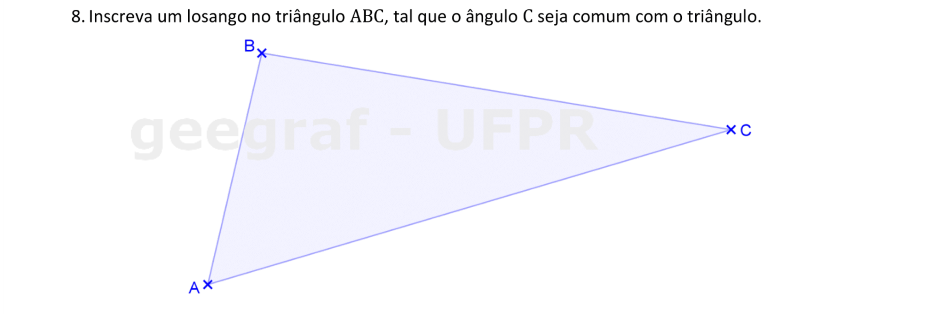 8. Inscreva um losango no triângulo ABC, tal que o ângulo C seja comum com o triângulo.
B
geegraf - UFPR
C
A